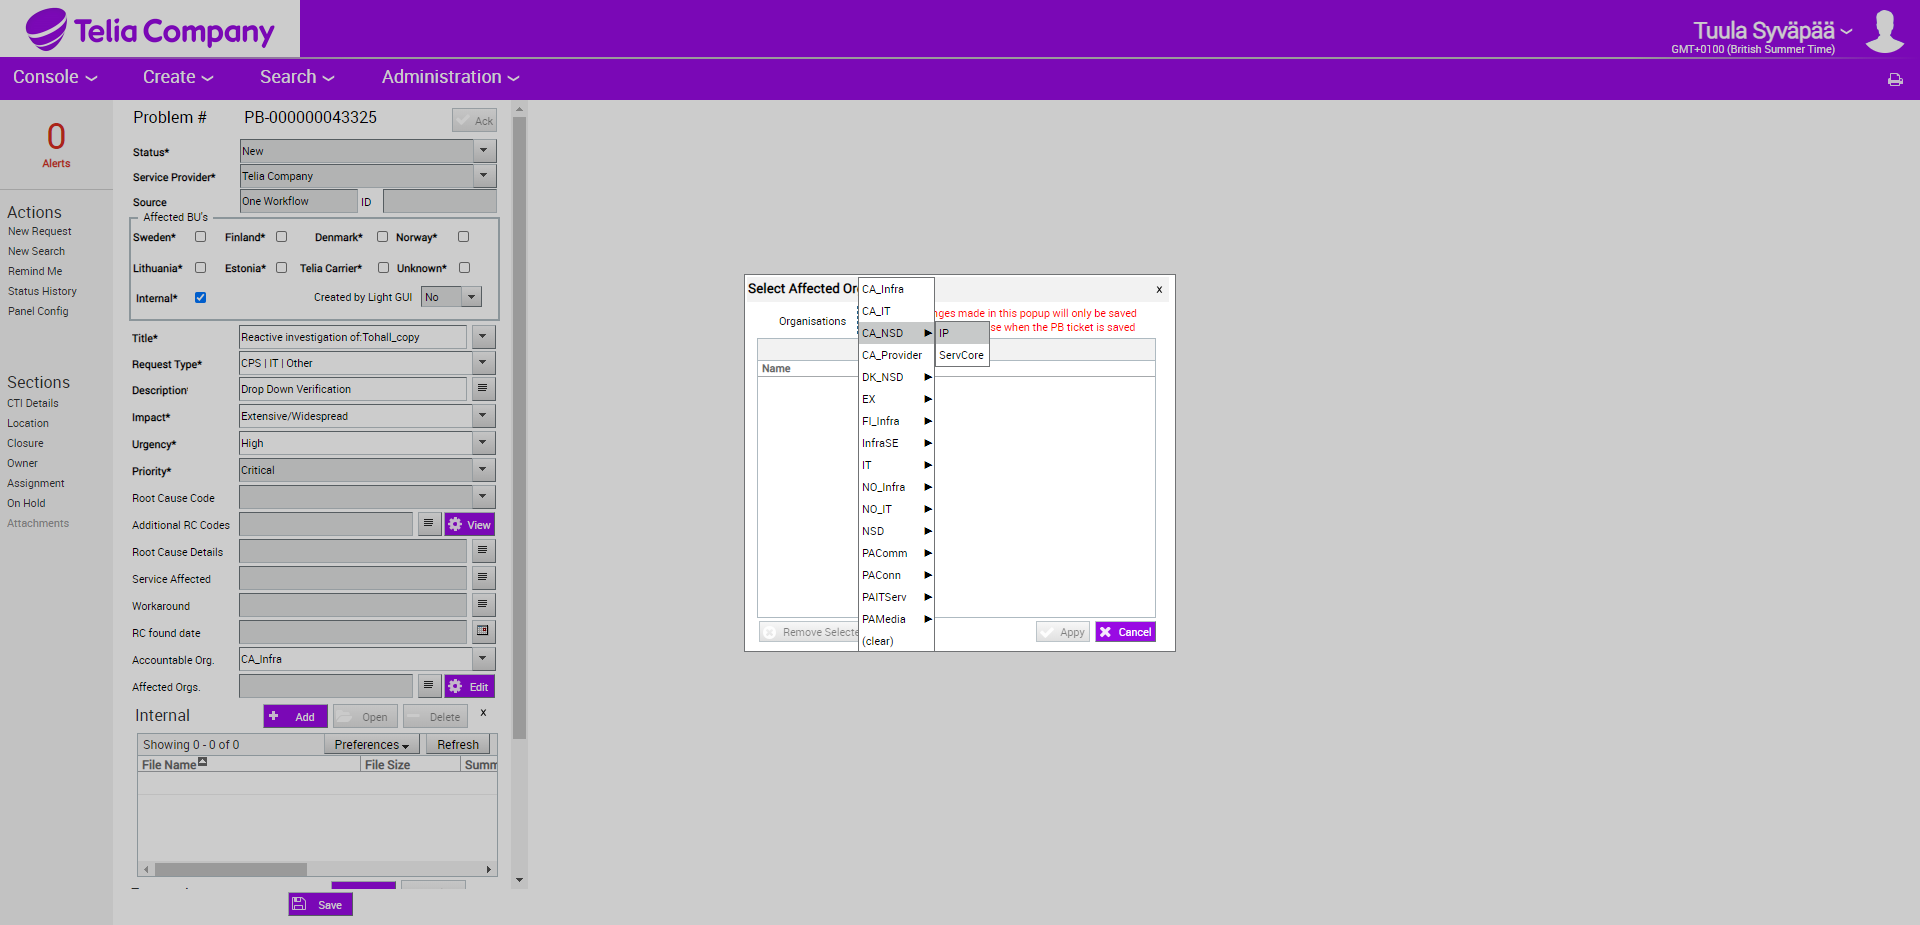 Telia Company
Tuula Syväpää
GMT+0100 (British Summer Time)
Console
Create
Search
Administration
0
Alerts
Actions
New Request
New Search
Remind Me
Status History
Panel Config
Sections
CTI Details
Location
Closure
Owner
Assignment
On Hold
Attachments
Problem # PB-000000043325
Ack
Status* New
Service Provider* Telia Company
Source One Workflow ID
Affected BU's
Sweden* Finland* Denmark* Norway*
Lithuania* Estonia* Telia Carrier* Unknown*
Internal* Created by Light GUI No
Title* Reactive investigation of:Tohall_copy
Request Type* CPS | IT | Other
Description* Drop Down Verification
Impact* Extensive/Widespread
Urgency* High
Priority* Critical
Root Cause Code
Additional RC Codes View
Root Cause Details
Service Affected
Workaround
RC found date
Accountable Org. CA_Infra
Affected Orgs. Edit
Internal Add Open Delete x
Showing 0 - 0 of 0 Preferences Refresh
File Name File Size Summ
Save
Select Affected Or
x
Organisations
nges made in this popup will only be saved
se when the PB ticket is saved
Name
CA_Infra
CA_IT
CA_NSD
IP
ServCore
CA_Provider
DK_NSD
EX
FI_Infra
InfraSE
IT
NO_Infra
NO_IT
NSD
PAComm
PAConn
PAITServ
PAMedia
(clear)
Remove Selecte
Appy
Cancel